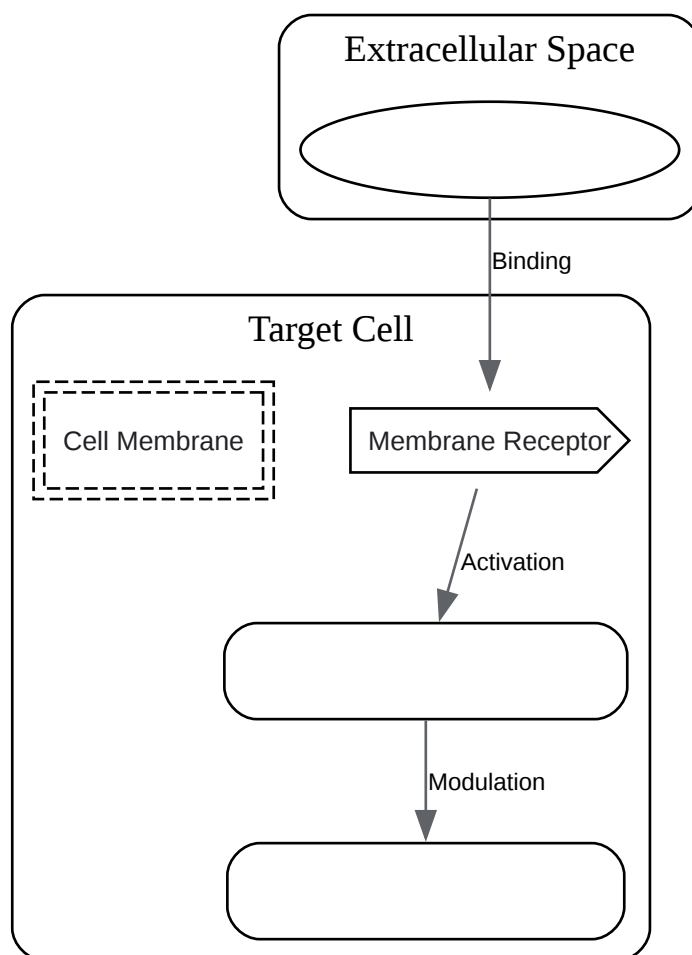 Extracellular Space
Binding
Target Cell
Cell Membrane
Membrane Receptor
Activation
Modulation